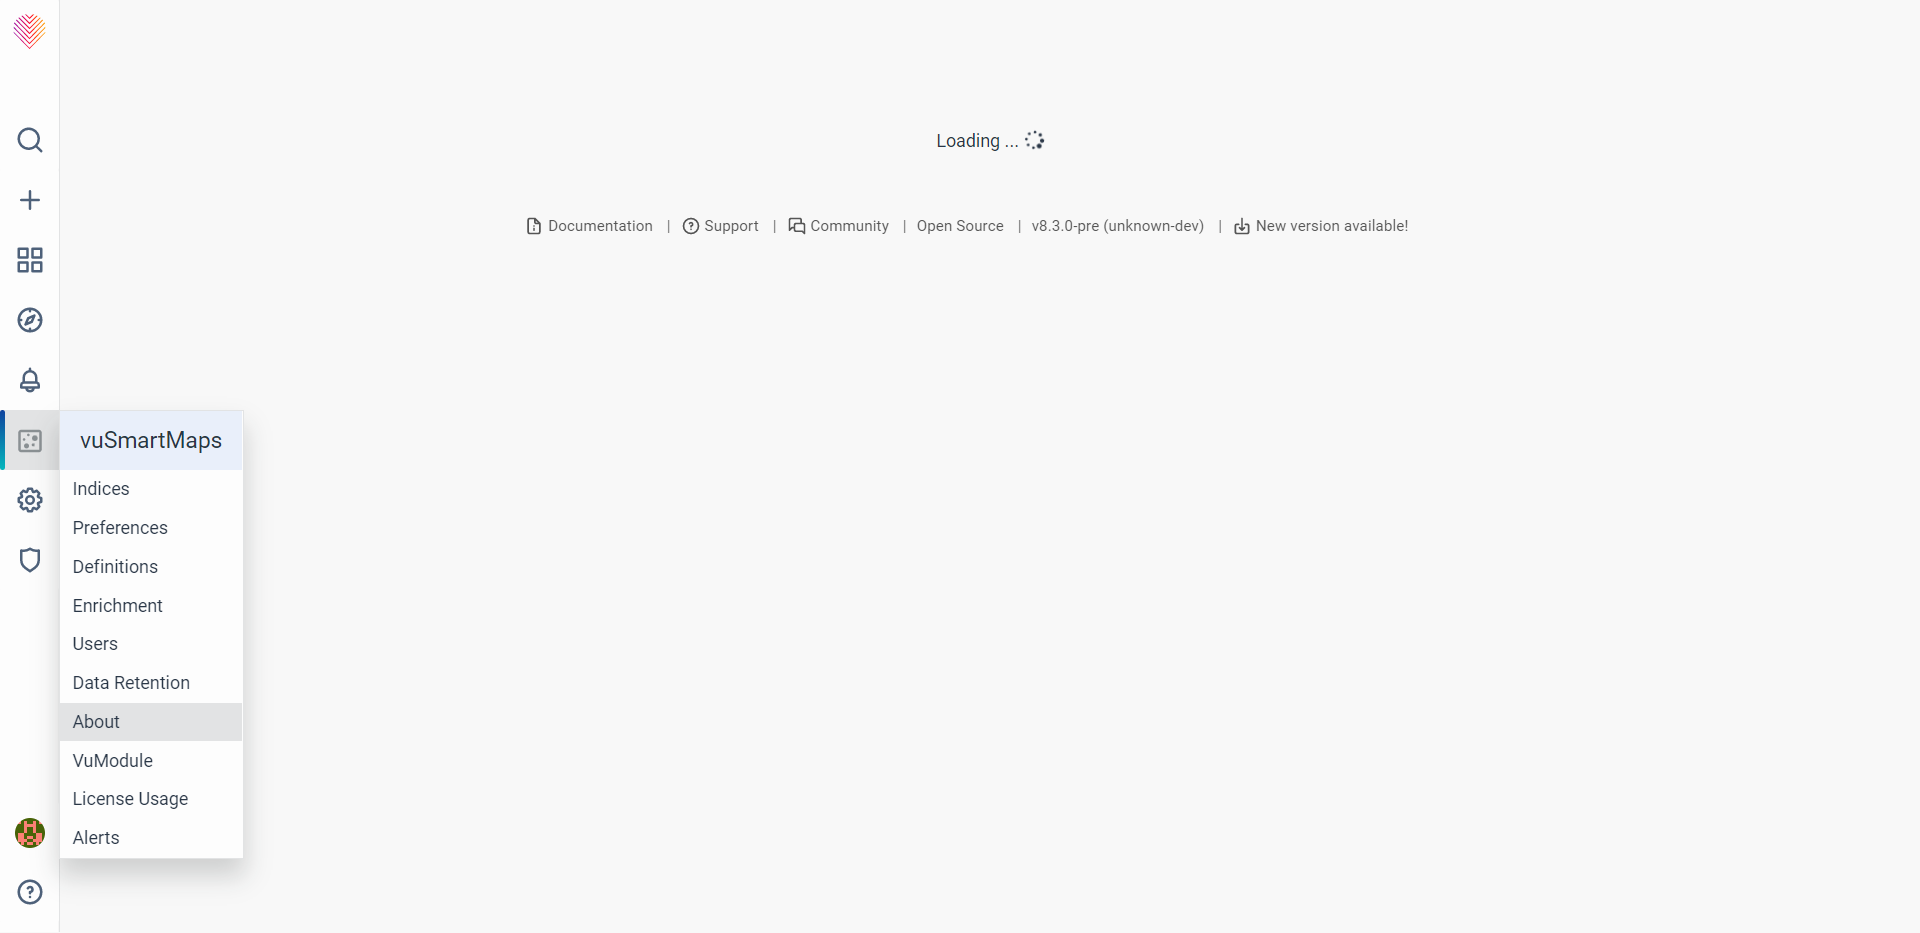 Loading ...
Documentation | Support | Community | Open Source | v8.3.0-pre (unknown-dev) | New version available!
vuSmartMaps
Indices
Preferences
Definitions
Enrichment
Users
Data Retention
About
VuModule
License Usage
Alerts